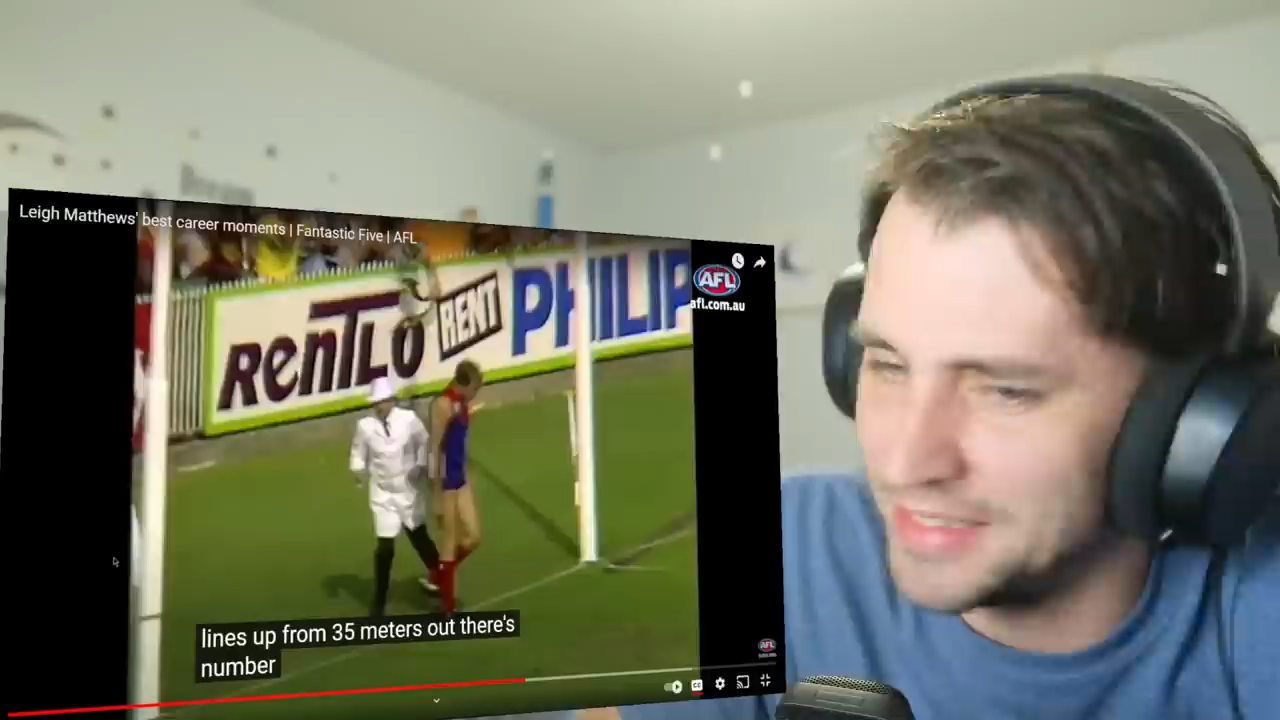 Leigh Matthews' best career moments | Fantastic Five | AFL
AFL
afl.com.au
RenTLo
RENT
PHILIP
lines up from 35 meters out there's
number
AFL